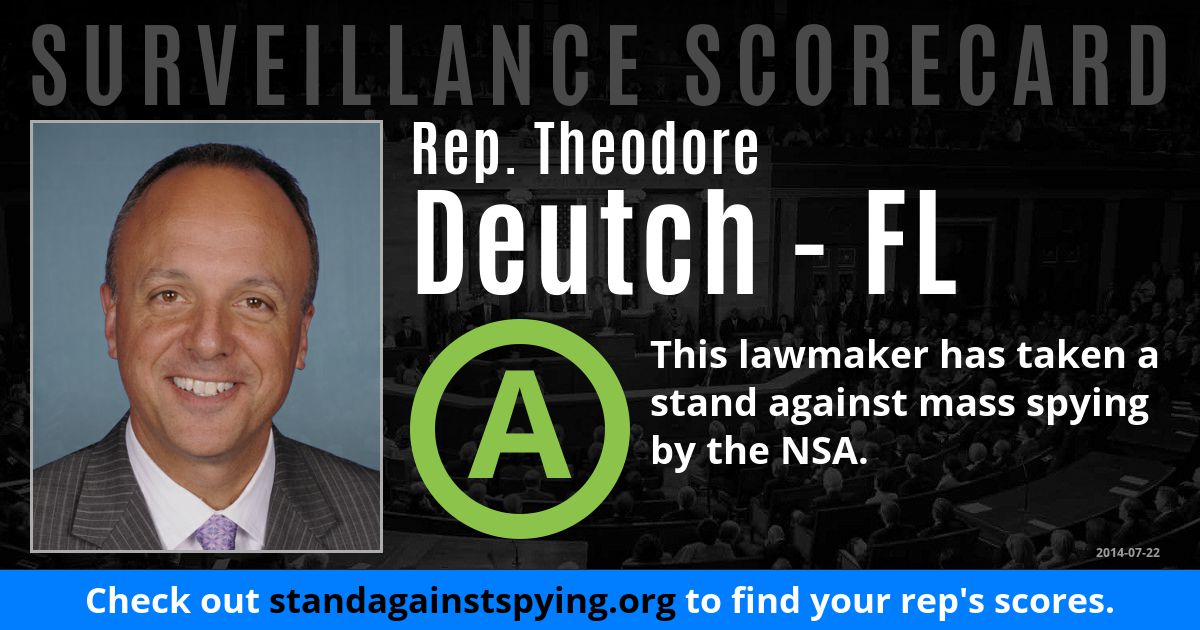 SURVEILLANCE SCORECARD
Rep. Theodore
Deutch - FL
A
This lawmaker has taken a
stand against mass spying
by the NSA.
2014-07-22
Check out standagainstspying.org to find your rep's scores.